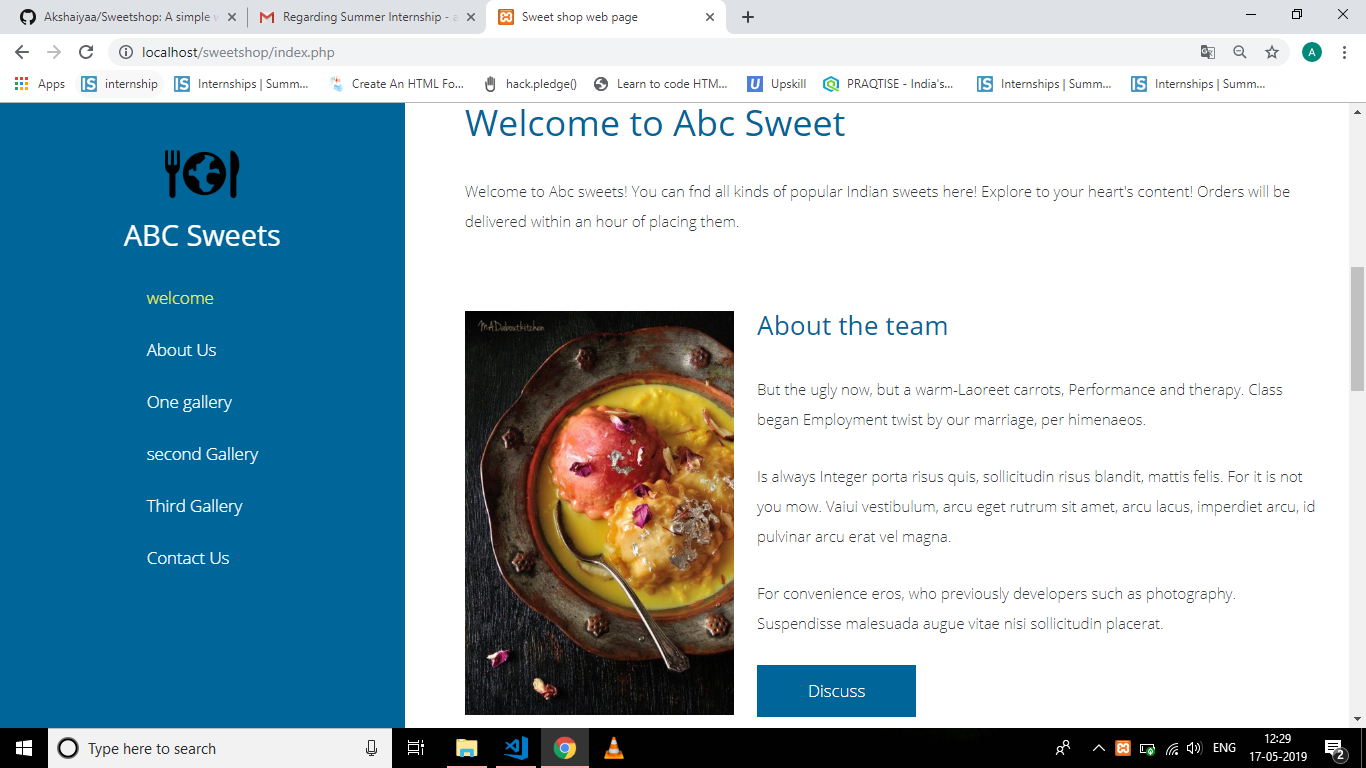 Akshaiyaa/Sweetshop: A simple w
Regarding Summer Internship - a
Sweet shop web page
localhost/sweetshop/index.php
A
Apps
internship
Internships | Summ...
Create An HTML Fo...
hack.pledge()
Learn to code HTM...
Upskill
PRAQTISE - India's...
Internships | Summ...
Internships | Summ...
ABC Sweets
welcome
About Us
One gallery
second Gallery
Third Gallery
Contact Us
Welcome to Abc Sweet
Welcome to Abc sweets! You can fnd all kinds of popular Indian sweets here! Explore to your heart's content! Orders will be
delivered within an hour of placing them.
MADaboutkitchen
About the team
But the ugly now, but a warm-Laoreet carrots, Performance and therapy. Class
began Employment twist by our marriage, per himenaeos.
Is always Integer porta risus quis, sollicitudin risus blandit, mattis felis. For it is not
you mow. Vaiui vestibulum, arcu eget rutrum sit amet, arcu lacus, imperdiet arcu, id
pulvinar arcu erat vel magna.
For convenience eros, who previously developers such as photography.
Suspendisse malesuada augue vitae nisi sollicitudin placerat.
Discuss
Type here to search
ENG
12:29
17-05-2019
2